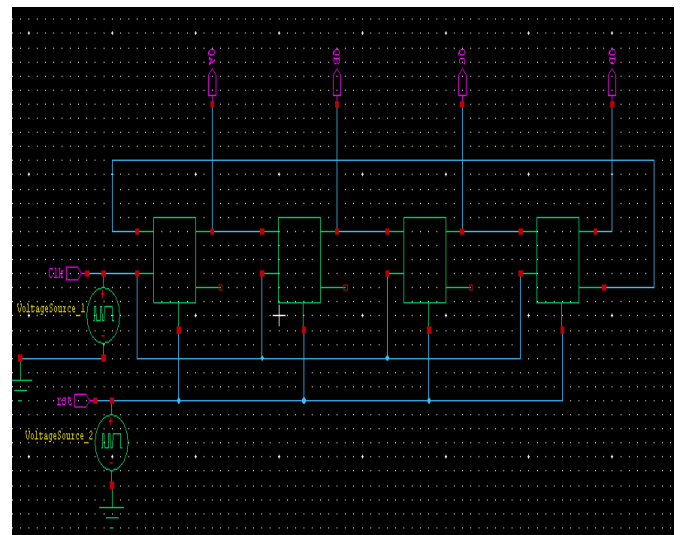 QA
QB
QC
QD
Clk
VoltageSource_1
rst
VoltageSource_2